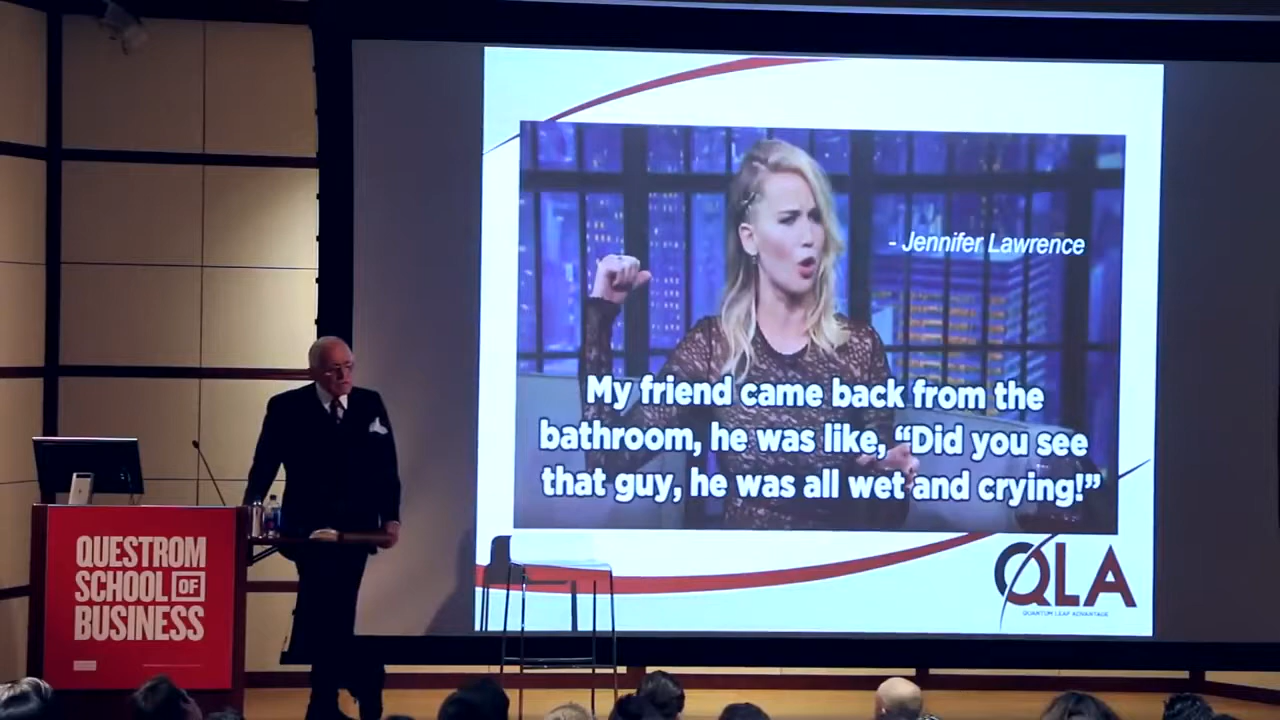 - Jennifer Lawrence
My friend came back from the
bathroom, he was like, “Did you see
that guy, he was all wet and crying!”
QLA
QUANTUM LEAP ADVANTAGE
QUESTROM
SCHOOL OF
BUSINESS